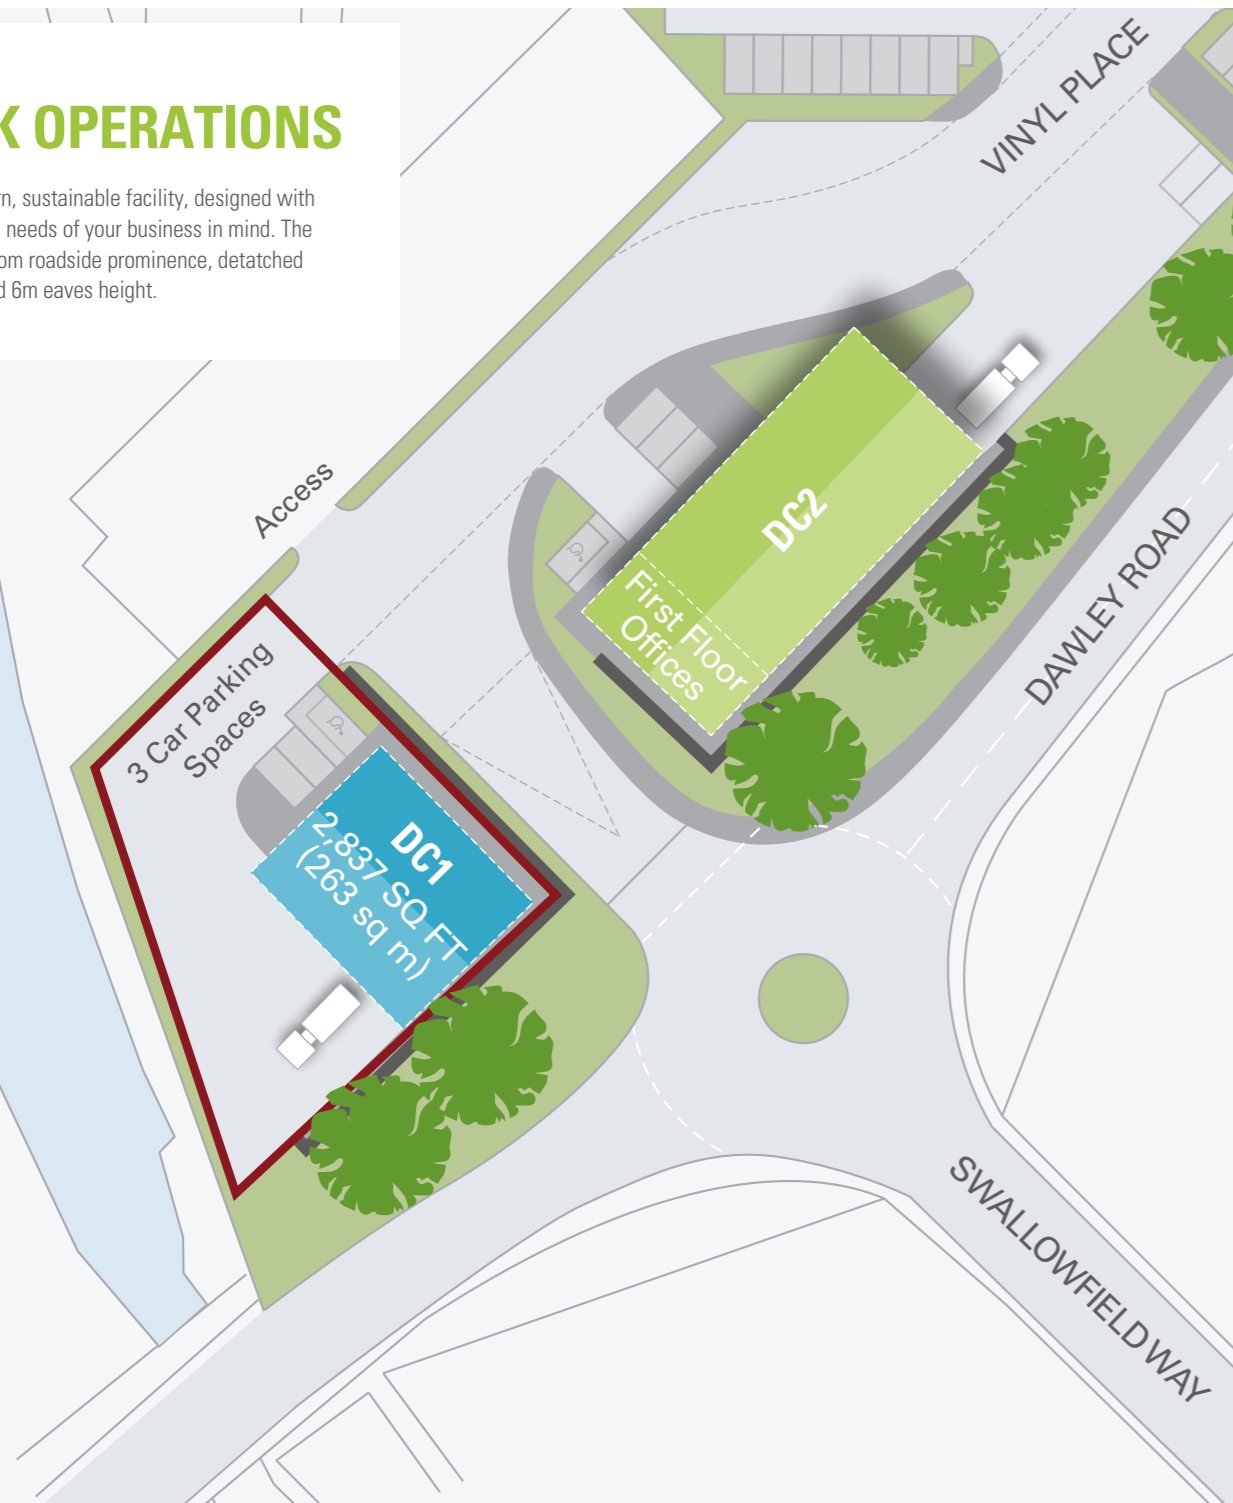 K OPERATIONS
rn, sustainable facility, designed with
needs of your business in mind. The
om roadside prominence, detatched
d 6m eaves height.
VINYL PLACE
Access
DC2
First Floor
Offices
DAWLEY ROAD
3 Car Parking
Spaces
DC1
2,837 SQ FT
(263 sq m)
SWALLOWFIELD WAY